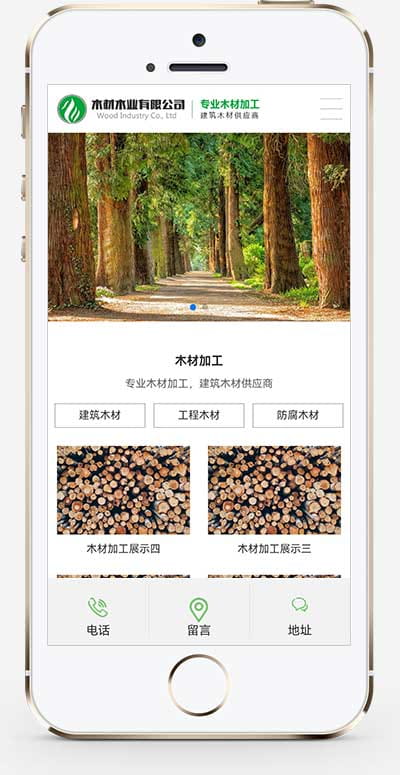 木材木业有限公司
Wood Industry Co., Ltd
专业木材加工
建筑木材供应商
木材加工
专业木材加工，建筑木材供应商
建筑木材
工程木材
防腐木材
木材加工展示四
木材加工展示三
电话
留言
地址